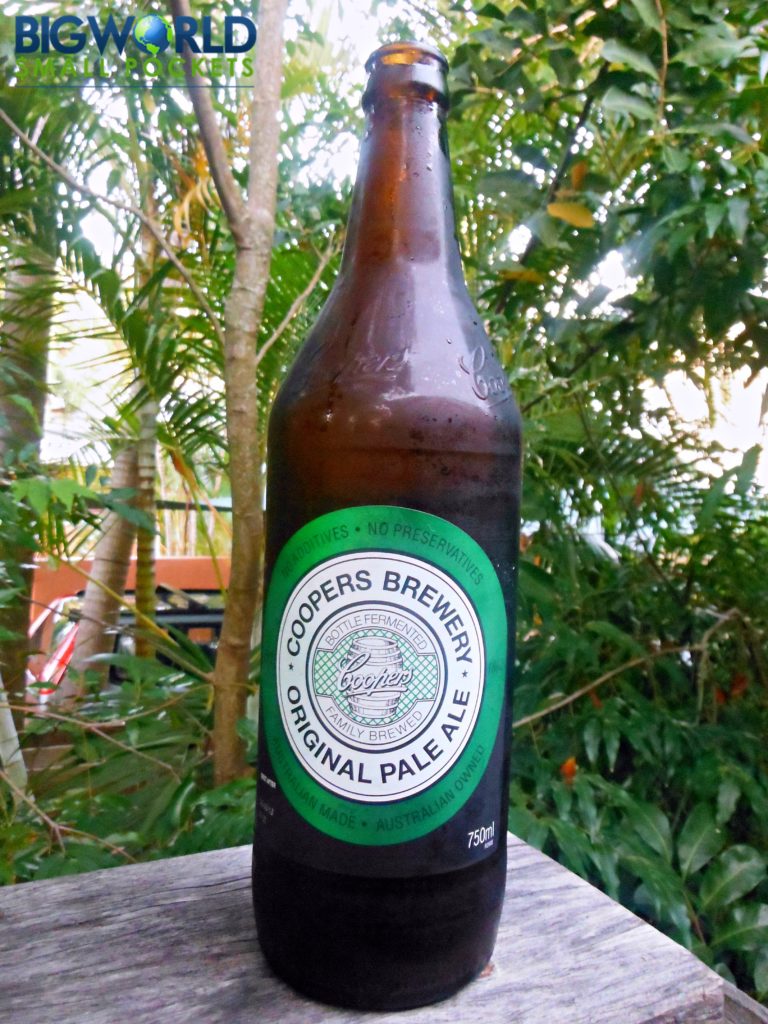 BIGWORLD
SMALL POCKETS
Coopers
NO ADDITIVES • NO PRESERVATIVES
COOPERS BREWERY
BOTTLE FERMENTED
Coopers
FAMILY BREWED
ORIGINAL PALE ALE
AUSTRALIAN MADE • AUSTRALIAN OWNED
750ml